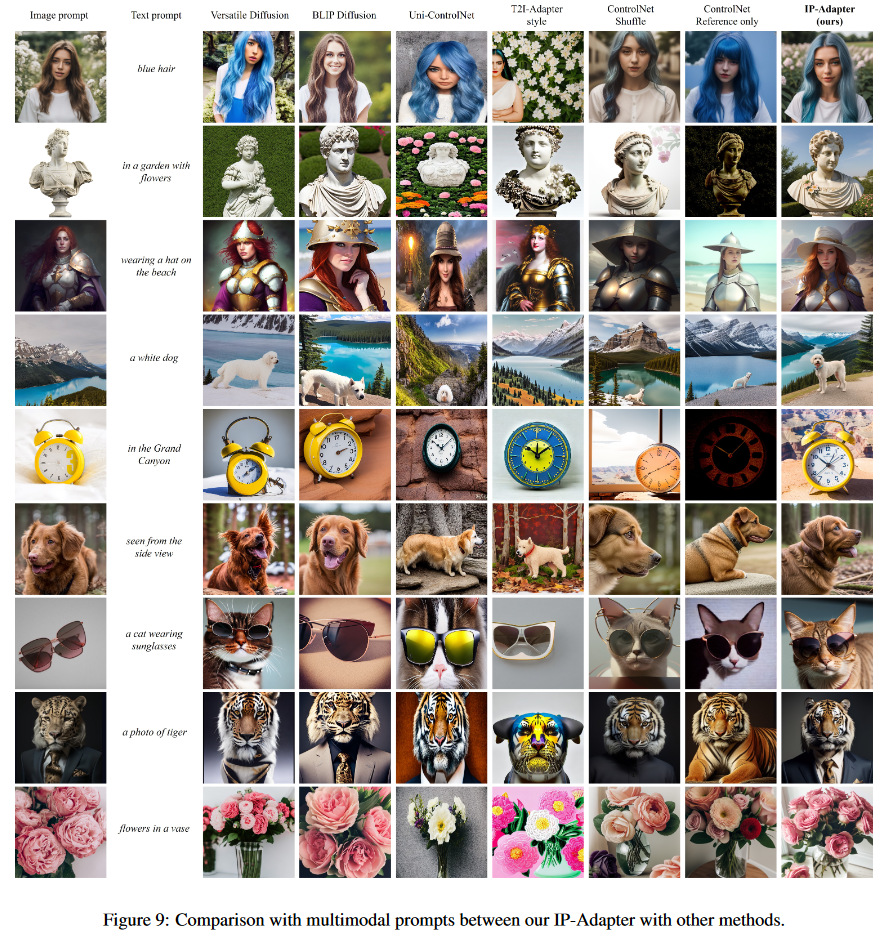 Image prompt
Text prompt
Versatile Diffusion
BLIP Diffusion
Uni-ControlNet
T2I-Adapter
style
ControlNet
Shuffle
ControlNet
Reference only
IP-Adapter
(ours)
blue hair
in a garden with
flowers
wearing a hat on
the beach
a white dog
in the Grand
Canyon
seen from the
side view
a cat wearing
sunglasses
a photo of tiger
flowers in a vase
Figure 9: Comparison with multimodal prompts between our IP-Adapter with other methods.